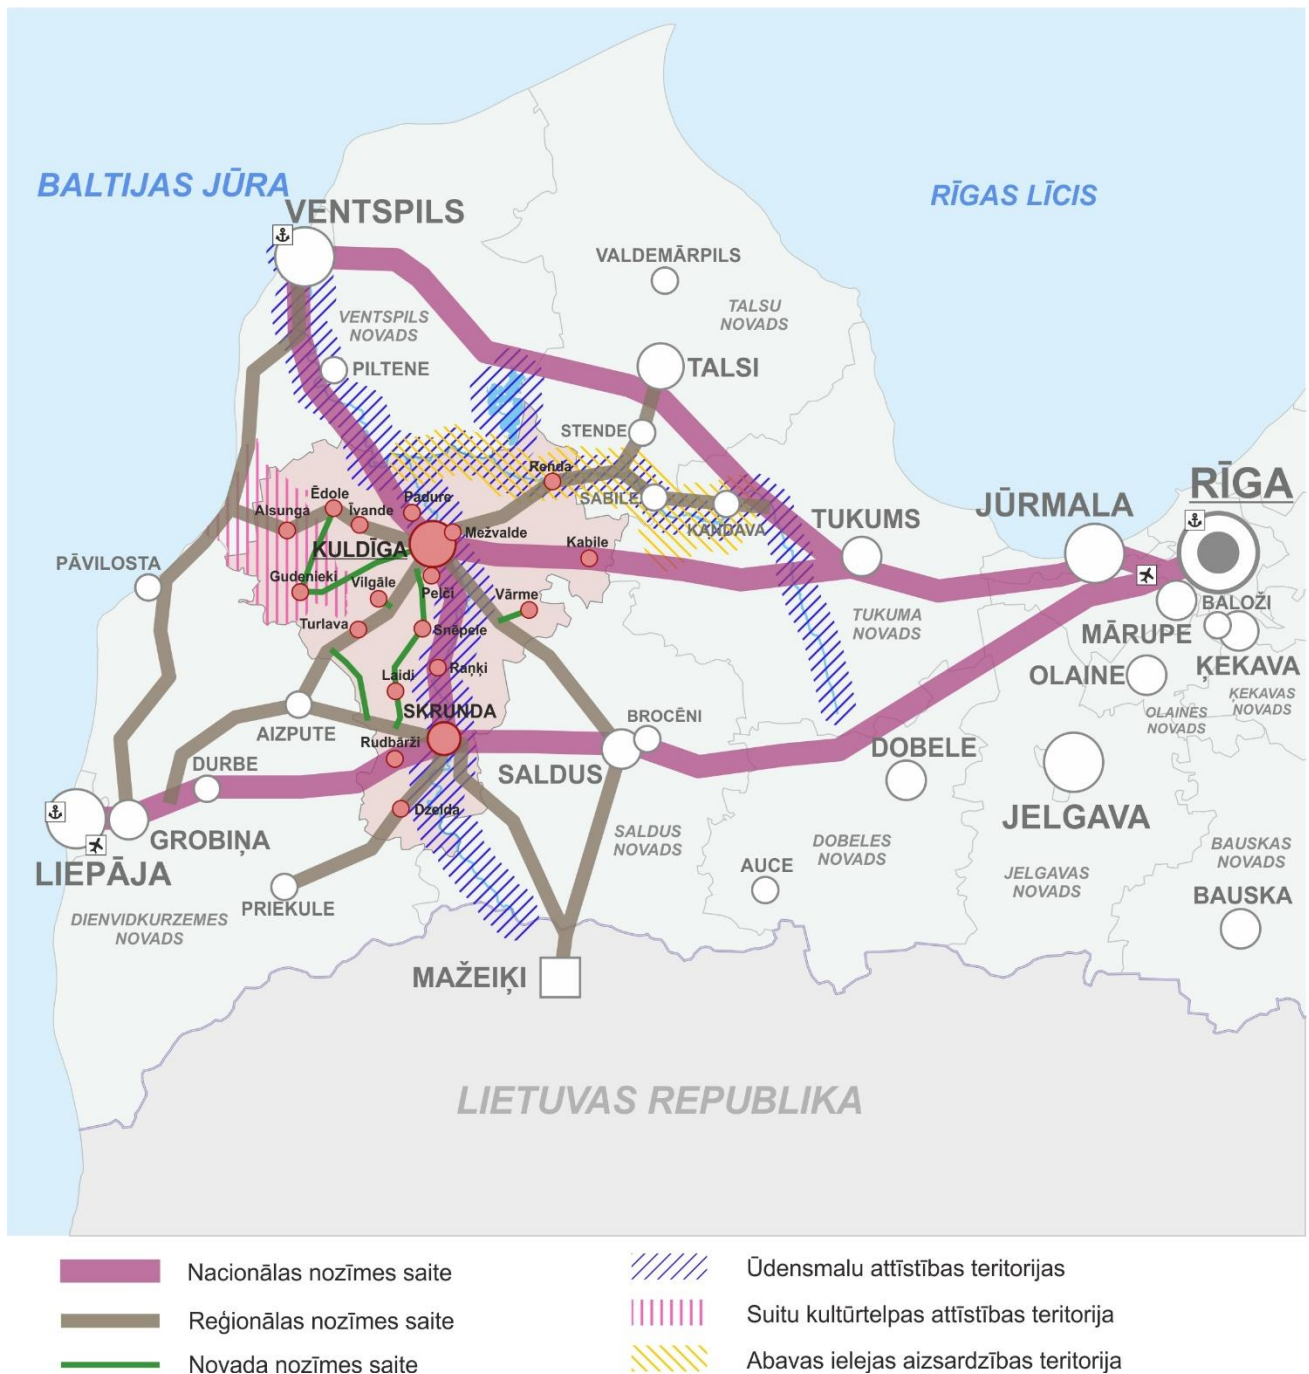 BALTIJAS JŪRA
RĪGAS LĪCIS
VENTSPILS
VALDEMĀRPILS
TALSU
NOVADS
VENTSPILS
NOVADS
PILTENE
TALSI
STENDE
Renda
SABILE
KANDAVA
Ēdole
Alsunga
Īvande
Padure
KULDĪGA
Mežvalde
Kabile
TUKUMS
JŪRMALA
RĪGA
PĀVILOSTA
Gudenieki
Vilgāle
Pelči
Vārme
Turlava
Snēpele
TUKUMA
NOVADS
BALOŽI
MĀRUPE
ĶEKAVA
OLAINE
ĶEKAVAS
NOVADS
OLAINES
NOVADS
Raņķi
Laidi
SKRUNDA
AIZPUTE
Rudbārži
BROCĒNI
SALDUS
DOBELE
DURBE
Dzelda
GROBIŅA
LIEPĀJA
JELGAVA
SALDUS
NOVADS
DOBELES
NOVADS
AUCE
JELGAVAS
NOVADS
BAUSKAS
NOVADS
BAUSKA
PRIEKULE
DIENVIDKURZEMES
NOVADS
MAŽEIĶI
LIETUVAS REPUBLIKA
Nacionālas nozīmes saite
Reģionālas nozīmes saite
Novada nozīmes saite
Ūdensmalu attīstības teritorijas
Suitu kultūrtelpas attīstības teritorija
Abavas ielejas aizsardzības teritorija